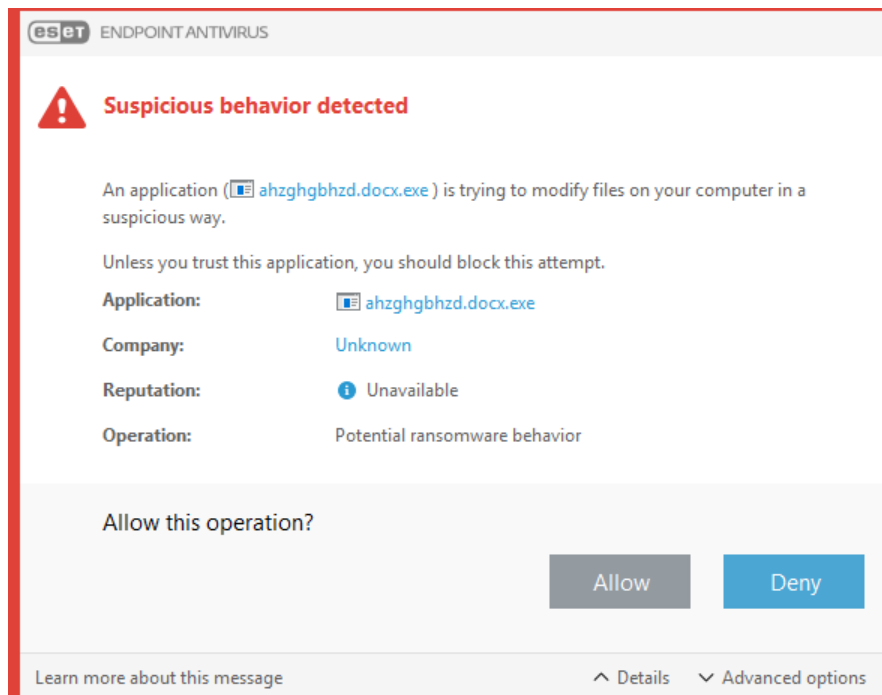 eset ENDPOINT ANTIVIRUS
Suspicious behavior detected
An application ( ahzghgbhzd.docx.exe ) is trying to modify files on your computer in a
suspicious way.
Unless you trust this application, you should block this attempt.
Application: ahzghgbhzd.docx.exe
Company: Unknown
Reputation: Unavailable
Operation: Potential ransomware behavior
Allow this operation?
Allow Deny
Learn more about this message Details Advanced options